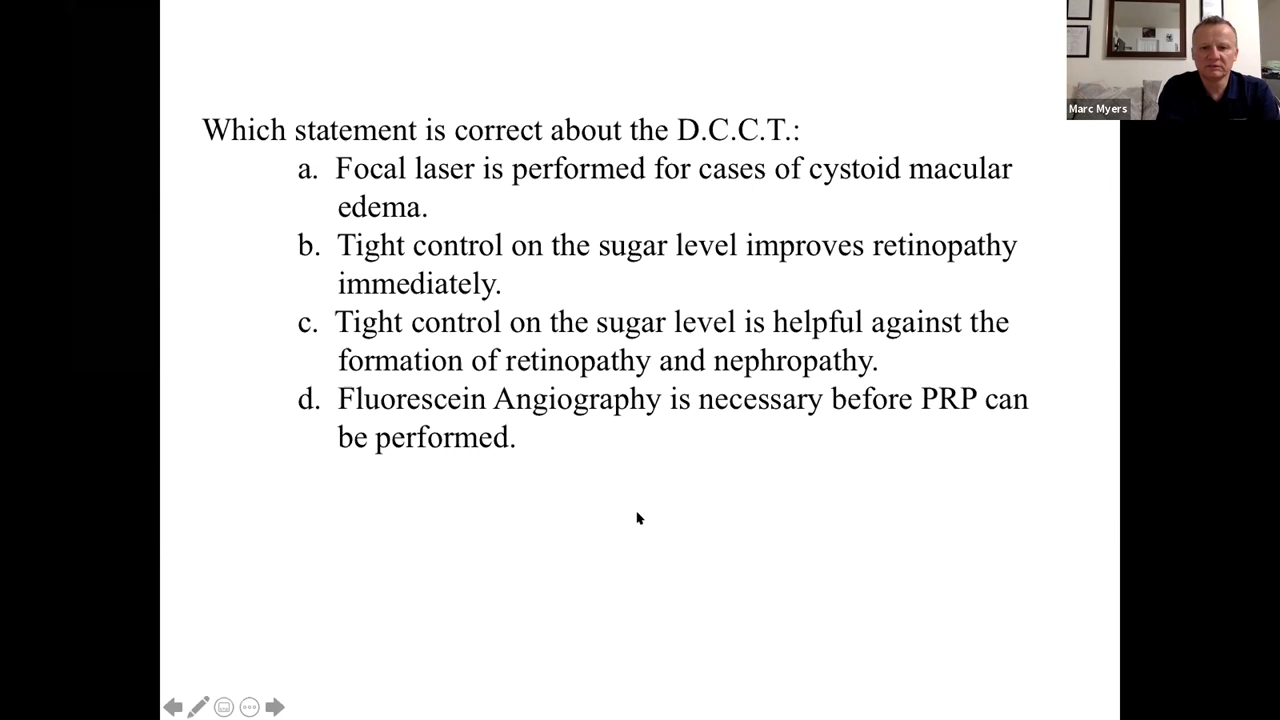 Marc Myers
Which statement is correct about the D.C.C.T.:
a. Focal laser is performed for cases of cystoid macular
edema.
b. Tight control on the sugar level improves retinopathy
immediately.
c. Tight control on the sugar level is helpful against the
formation of retinopathy and nephropathy.
d. Fluorescein Angiography is necessary before PRP can
be performed.